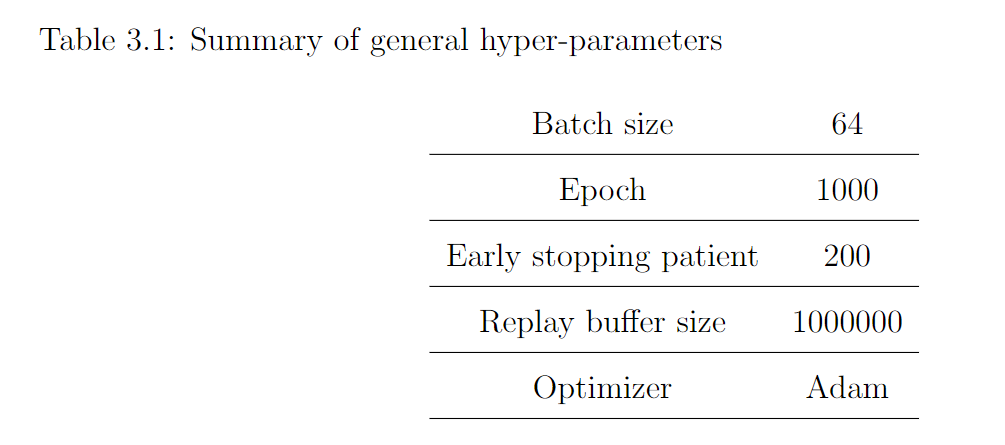 Table 3.1: Summary of general hyper-parameters
Batch size 64
Epoch 1000
Early stopping patient 200
Replay buffer size 1000000
Optimizer Adam